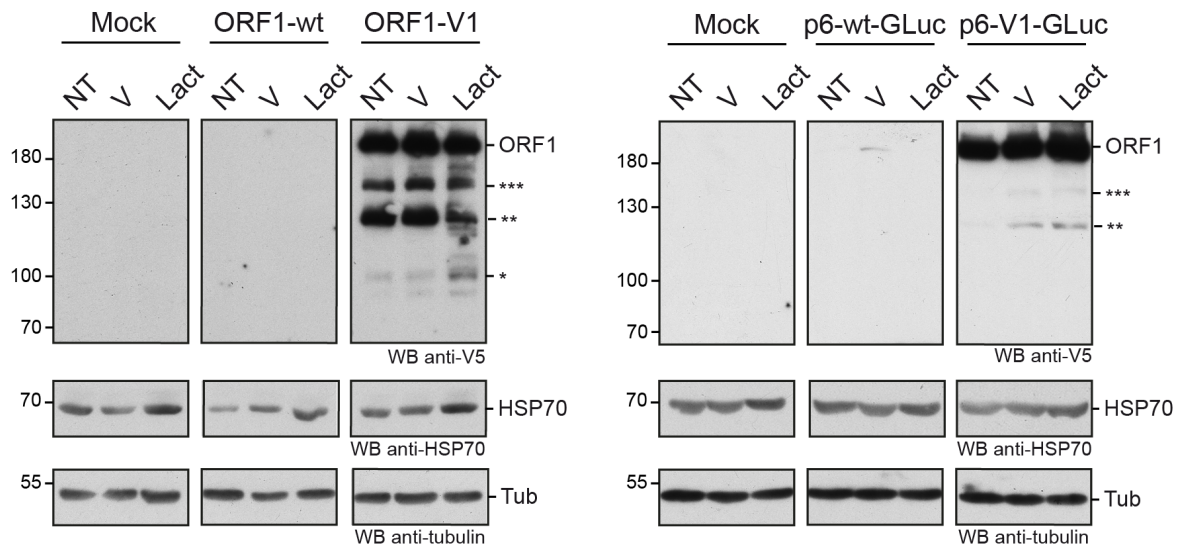 Mock ORF1-wt ORF1-V1
NT V Lact NT V Lact NT V Lact
180 ORF1
130 ***
**
100 *
70
WB anti-V5
70 HSP70
WB anti-HSP70
55 Tub
WB anti-tubulin
Mock p6-wt-GLuc p6-V1-GLuc
NT V Lact NT V Lact NT V Lact
180 ORF1
***
130 **
100
70
WB anti-V5
70 HSP70
WB anti-HSP70
55 Tub
WB anti-tubulin